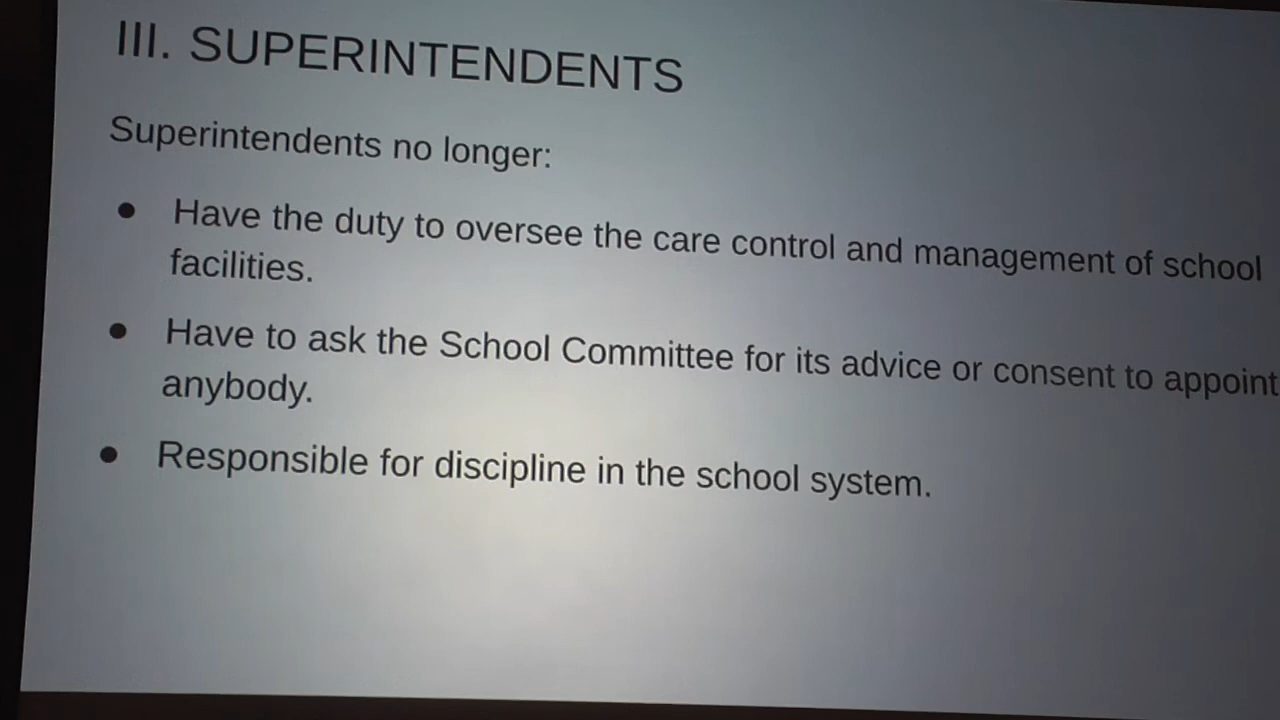 III. SUPERINTENDENTS
Superintendents no longer:
● Have the duty to oversee the care control and management of school
facilities.
● Have to ask the School Committee for its advice or consent to appoint
anybody.
● Responsible for discipline in the school system.